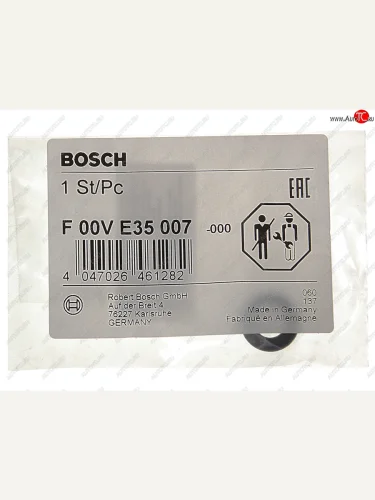 BOSCH
1 St/Pc
EAC
F 00V E35 007 -000
4 047026 461282
Robert Bosch GmbH
Auf der Breit 4
76227 Karlsruhe
GERMANY
060
137
Made in Germany
Fabriqué en Allemagne